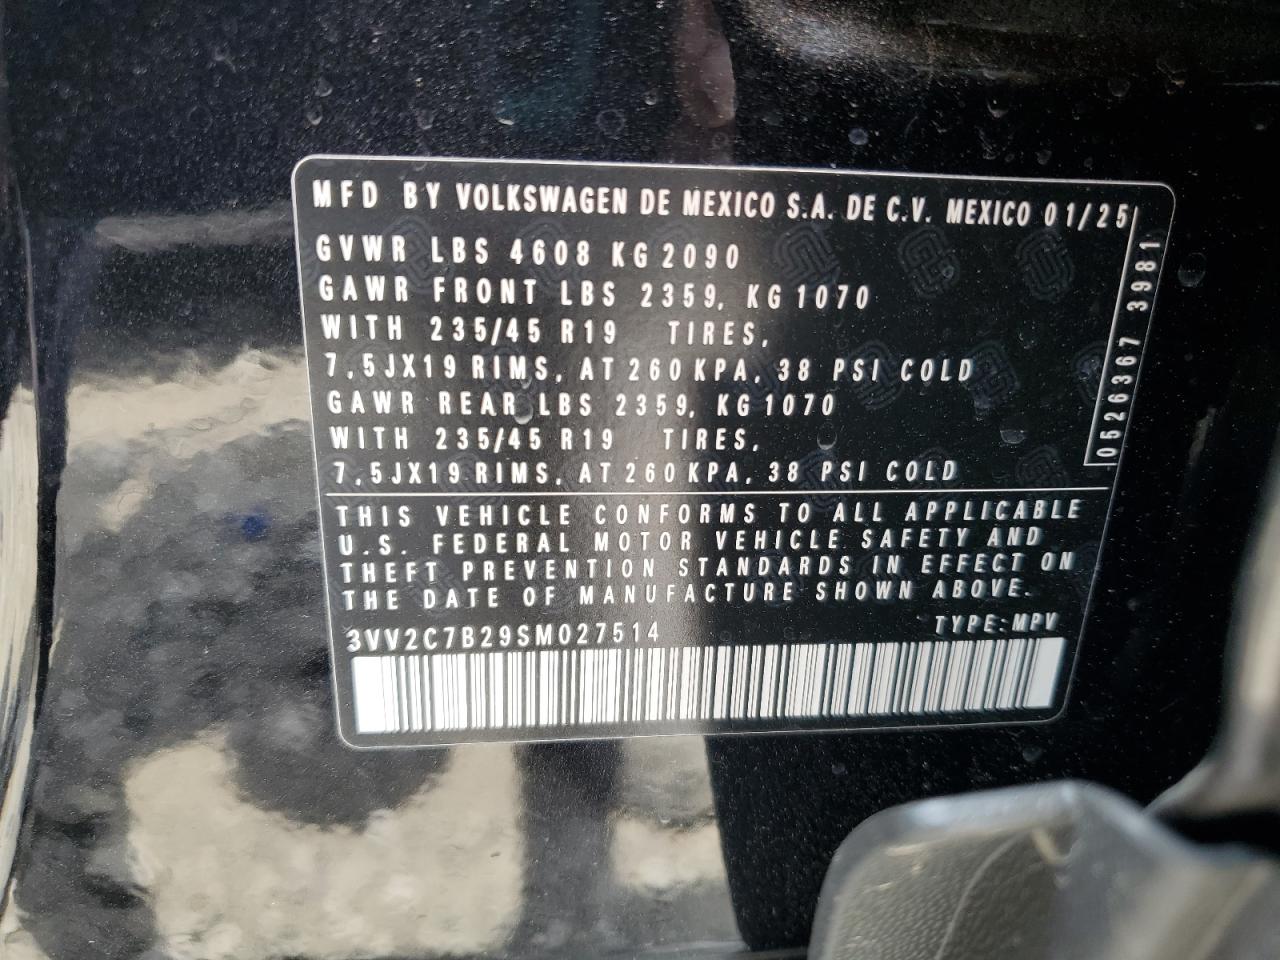 MFD BY VOLKSWAGEN DE MEXICO S.A. DE C.V. MEXICO 01/25
GVWR LBS 4608 KG 2090
GAWR FRONT LBS 2359, KG 1070
WITH 235/45 R19 TIRES,
7,5JX19 RIMS, AT 260 KPA, 38 PSI COLD
GAWR REAR LBS 2359, KG 1070
WITH 235/45 R19 TIRES,
7,5JX19 RIMS, AT 260 KPA, 38 PSI COLD
0526367 3981
THIS VEHICLE CONFORMS TO ALL APPLICABLE
U.S. FEDERAL MOTOR VEHICLE SAFETY AND
THEFT PREVENTION STANDARDS IN EFFECT ON
THE DATE OF MANUFACTURE SHOWN ABOVE.
3VV2C7B29SM027514 TYPE: MPV